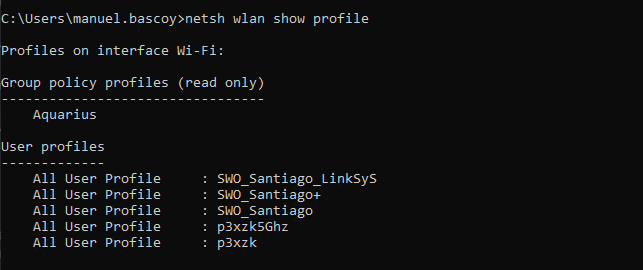 C:\Users\manuel.bascoy>netsh wlan show profile
Profiles on interface Wi-Fi:
Group policy profiles (read only)
---------------------------------
    Aquarius
User profiles
-------------
    All User Profile     : SWO_Santiago_LinkSyS
    All User Profile     : SWO_Santiago+
    All User Profile     : SWO_Santiago
    All User Profile     : p3xzk5Ghz
    All User Profile     : p3xzk